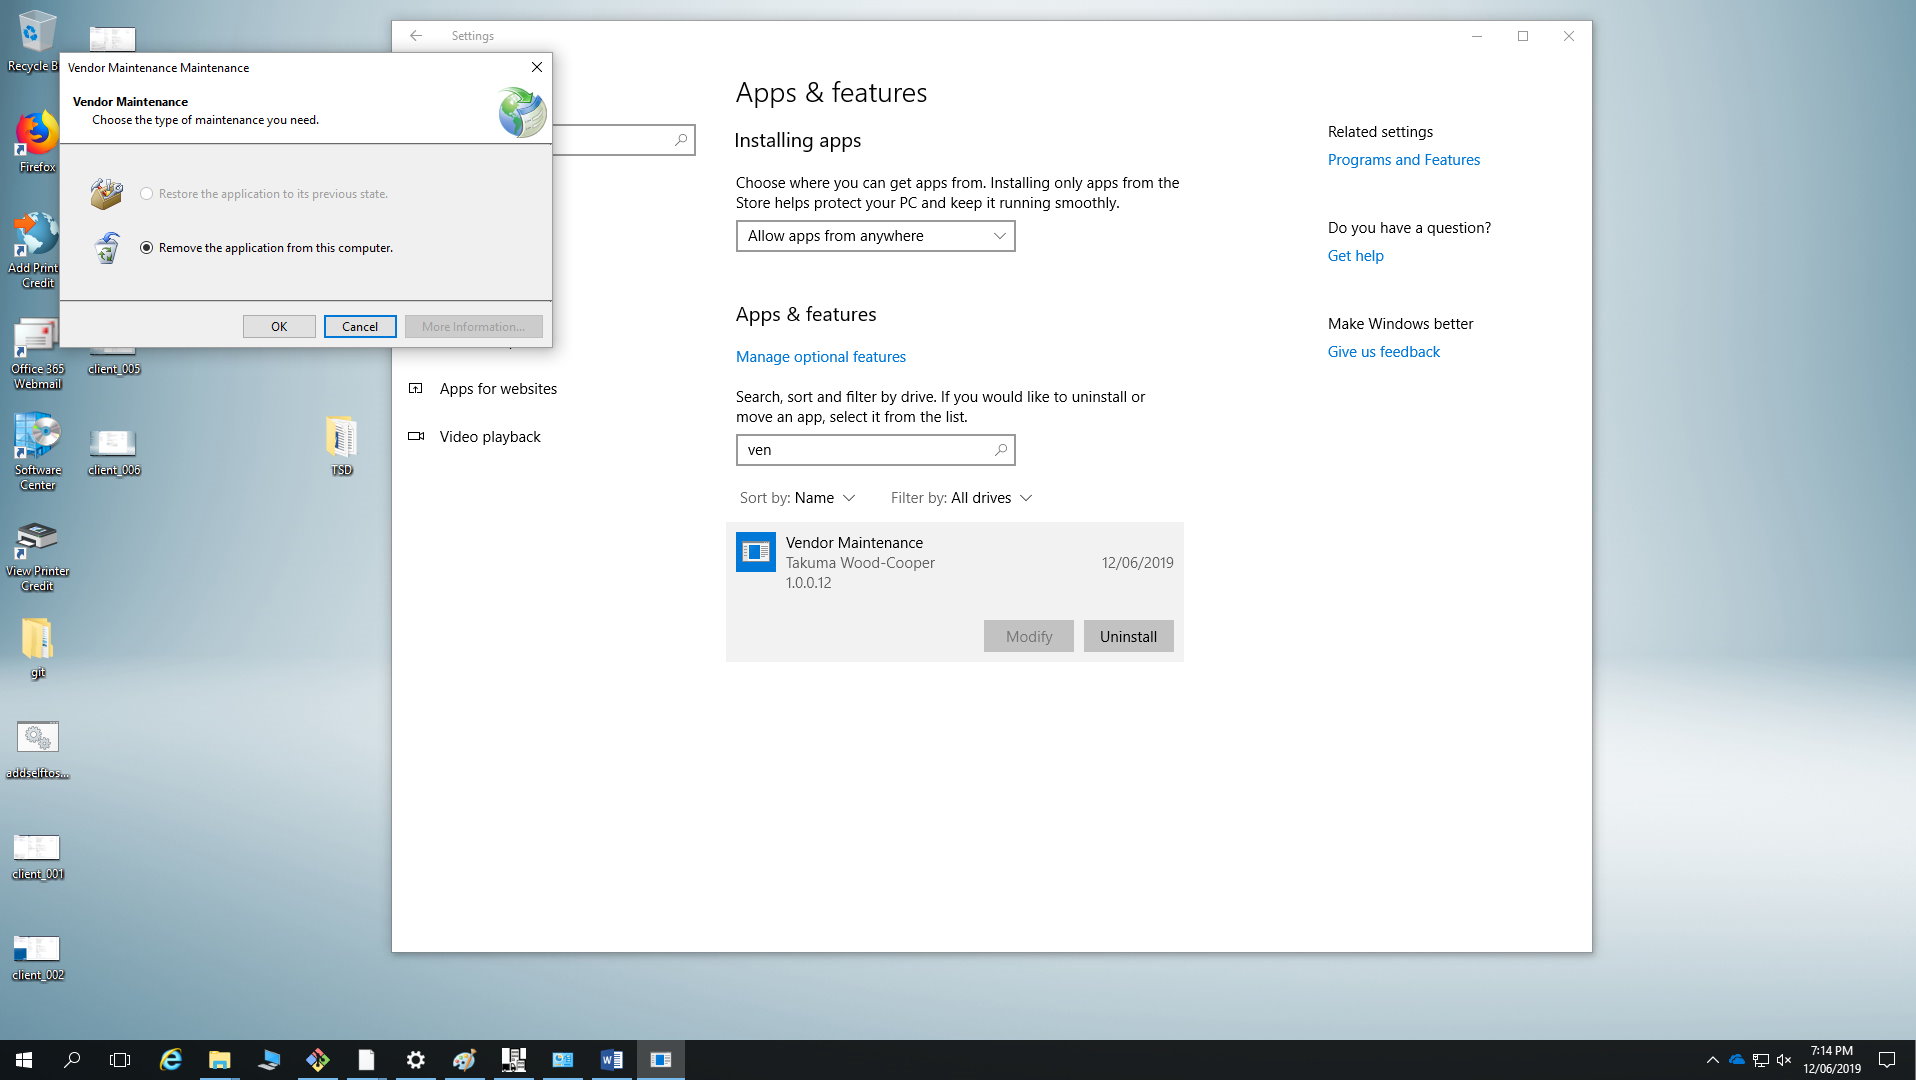 Recycle B
Firefox
Add Print
Credit
Office 365
Webmail
Software
Center
View Printer
Credit
git
addselftos...
client_001
client_002
client_005
client_006
TSD
Vendor Maintenance Maintenance
Vendor Maintenance
Choose the type of maintenance you need.
Restore the application to its previous state.
Remove the application from this computer.
OK
Cancel
More Information...
Settings
Apps for websites
Video playback
Apps & features
Installing apps
Choose where you can get apps from. Installing only apps from the
Store helps protect your PC and keep it running smoothly.
Allow apps from anywhere
Apps & features
Manage optional features
Search, sort and filter by drive. If you would like to uninstall or
move an app, select it from the list.
ven
Sort by: Name
Filter by: All drives
Vendor Maintenance
Takuma Wood-Cooper
12/06/2019
1.0.0.12
Modify
Uninstall
Related settings
Programs and Features
Do you have a question?
Get help
Make Windows better
Give us feedback
7:14 PM
12/06/2019